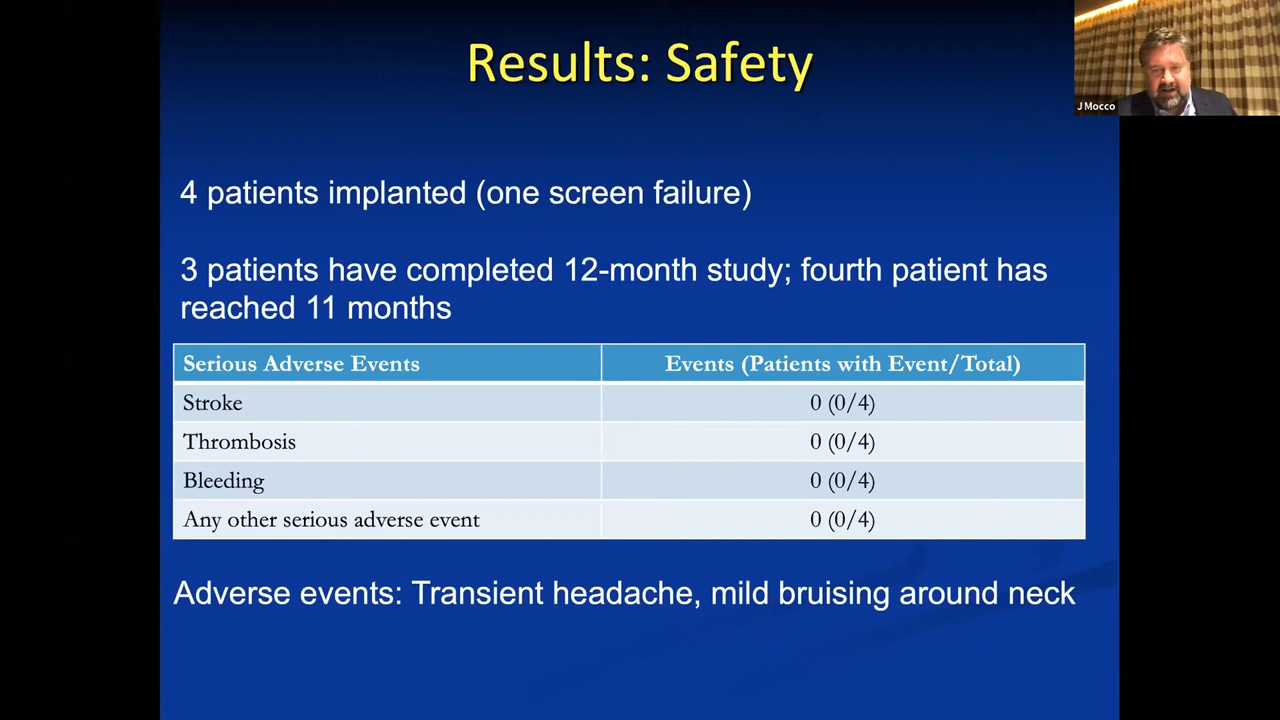 Results: Safety
J Mocco
4 patients implanted (one screen failure)
3 patients have completed 12-month study; fourth patient has
reached 11 months
Serious Adverse Events Events (Patients with Event/Total)
Stroke 0 (0/4)
Thrombosis 0 (0/4)
Bleeding 0 (0/4)
Any other serious adverse event 0 (0/4)
Adverse events: Transient headache, mild bruising around neck